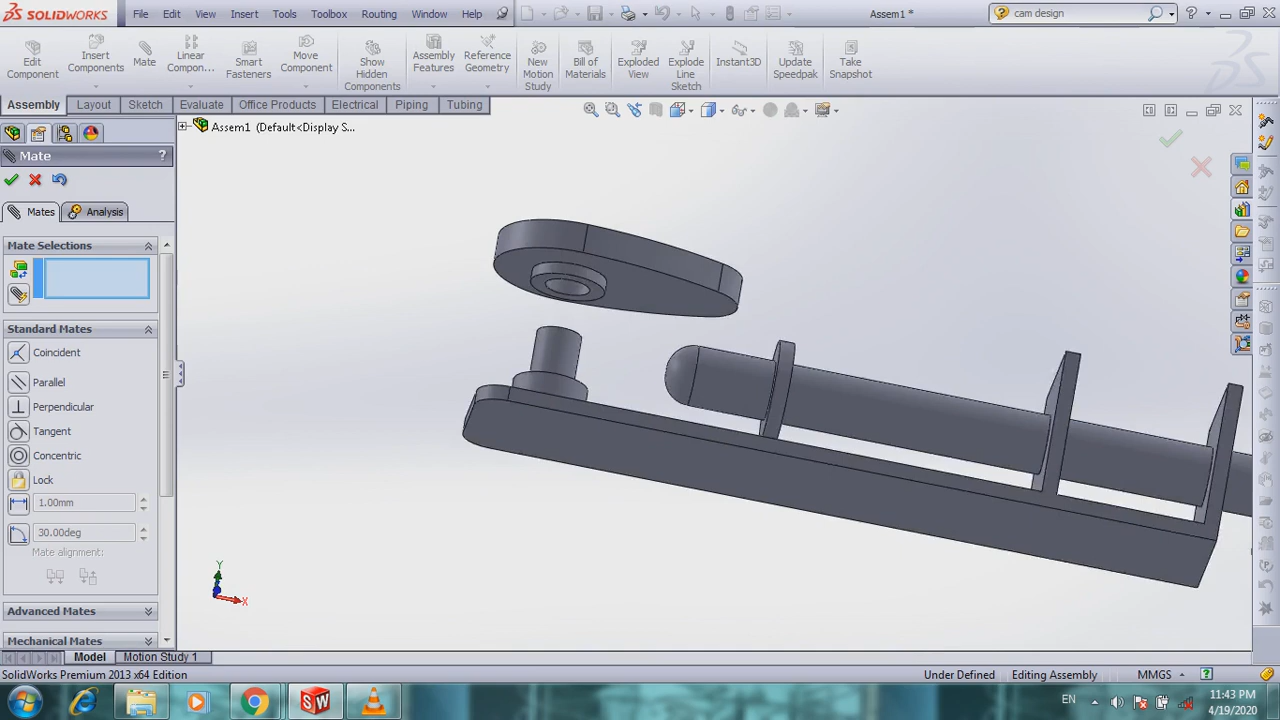 SOLIDWORKS File Edit View Insert Tools Toolbox Routing Window Help Assem1 * cam design
Edit Component
Insert Components
Mate
Linear Compon...
Smart Fasteners
Move Component
Show Hidden Components
Assembly Features
Reference Geometry
New Motion Study
Bill of Materials
Exploded View
Explode Line Sketch
Instant3D
Update Speedpak
Take Snapshot
Assembly Layout Sketch Evaluate Office Products Electrical Piping Tubing
Assem1 (Default<Display S...
Mate ?
Mates Analysis
Mate Selections
Standard Mates
Coincident
Parallel
Perpendicular
Tangent
Concentric
Lock
1.00mm
30.00deg
Mate alignment:
Advanced Mates
Mechanical Mates
Y
X
Model Motion Study 1
SolidWorks Premium 2013 x64 Edition Under Defined Editing Assembly MMGS ?
EN 11:43 PM
4/19/2020